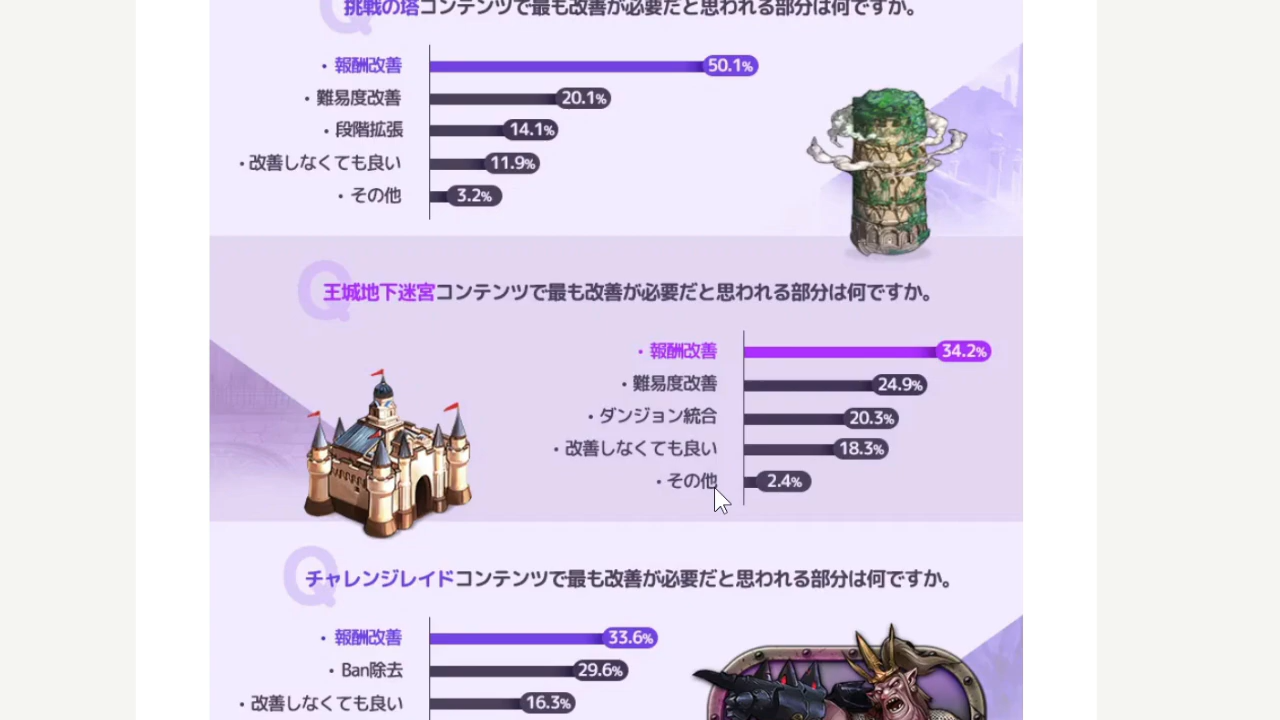 Q 挑戦の塔コンテンツで最も改善が必要だと思われる部分は何ですか。
・報酬改善 50.1%
・難易度改善 20.1%
・段階拡張 14.1%
・改善しなくても良い 11.9%
・その他 3.2%
Q 王城地下迷宮コンテンツで最も改善が必要だと思われる部分は何ですか。
・報酬改善 34.2%
・難易度改善 24.9%
・ダンジョン統合 20.3%
・改善しなくても良い 18.3%
・その他 2.4%
Q チャレンジレイドコンテンツで最も改善が必要だと思われる部分は何ですか。
・報酬改善 33.6%
・Ban除去 29.6%
・改善しなくても良い 16.3%